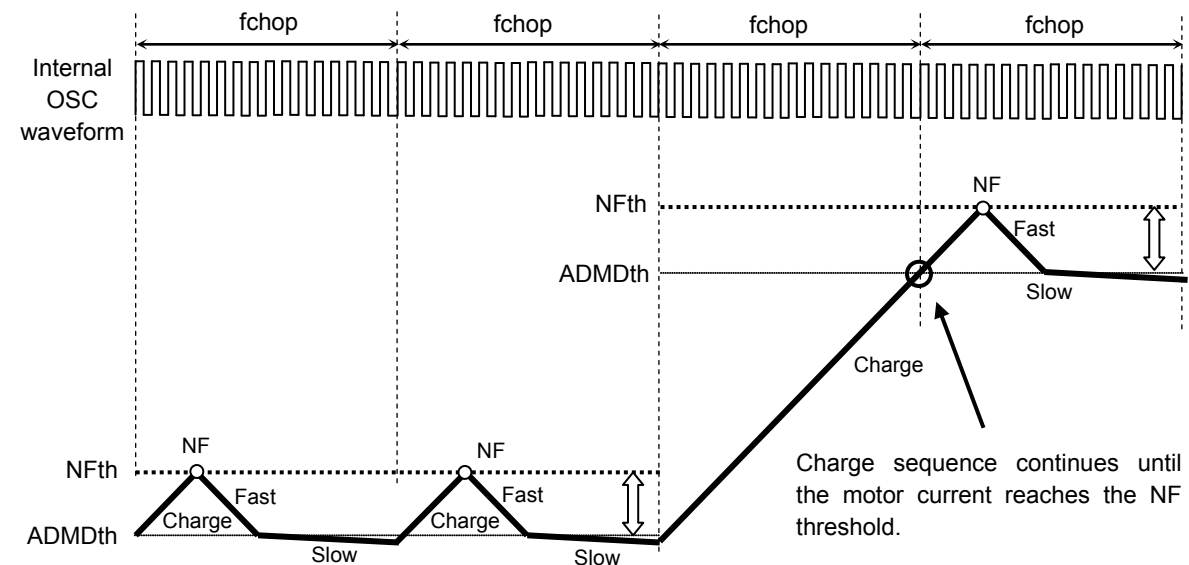 fchop fchop fchop fchop
Internal
OSC
waveform
NF
NFth
Fast
ADMDth
Slow
Charge
NF NF
NFth
Fast Fast
Charge Charge
ADMDth
Slow Slow
Charge sequence continues until
the motor current reaches the NF
threshold.